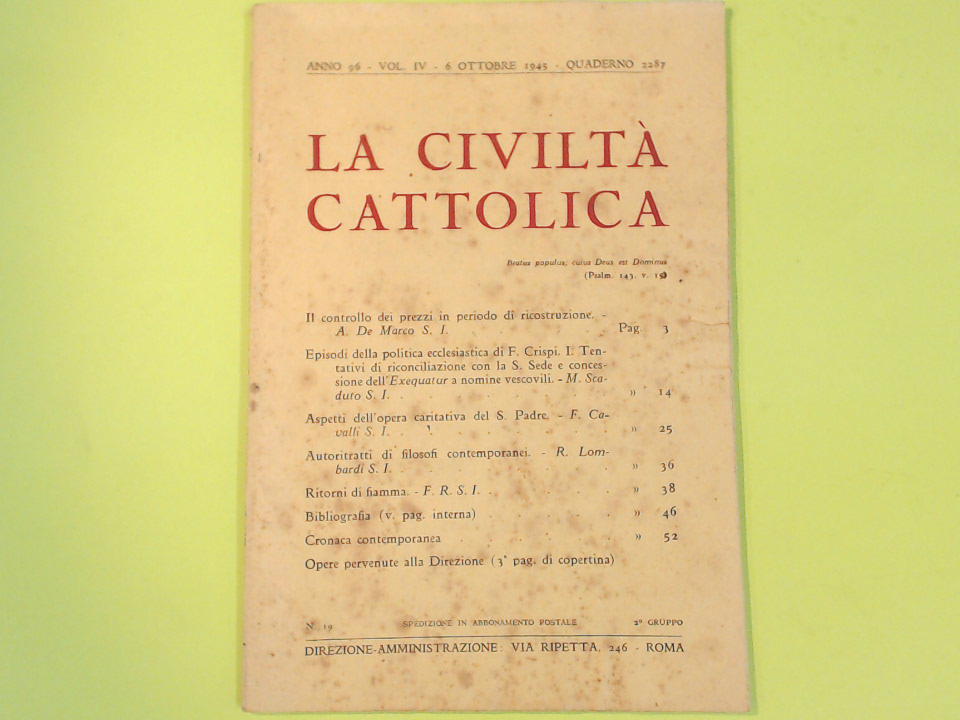 ANNO 96 - VOL. IV - 6 OTTOBRE 1945 - QUADERNO 2287
LA CIVILTÀ
CATTOLICA
Beatus populus, cuius Deus est Dominus
(Psalm. 143, v. 15)
Il controllo dei prezzi in periodo di ricostruzione. -
A. De Marco S. I. . . . . . Pag. 3
Episodi della politica ecclesiastica di F. Crispi. I. Ten-
tativi di riconciliazione con la S. Sede e conces-
sione dell'Exequatur a nomine vescovili. - M. Sca-
duto S. I. . . . . . . » 14
Aspetti dell'opera caritativa del S. Padre. - F. Ca-
valli S. I. . . . . . . » 25
Autoritratti di filosofi contemporanei. - R. Lom-
bardi S. I. . . . . . . » 36
Ritorni di fiamma. - F. R. S. I. . . . . » 38
Bibliografia (v. pag. interna) . . . . . » 46
Cronaca contemporanea . . . . . . » 52
Opere pervenute alla Direzione (3ª pag. di copertina)
N. 19 SPEDIZIONE IN ABBONAMENTO POSTALE 2º GRUPPO
DIREZIONE-AMMINISTRAZIONE: VIA RIPETTA, 246 - ROMA